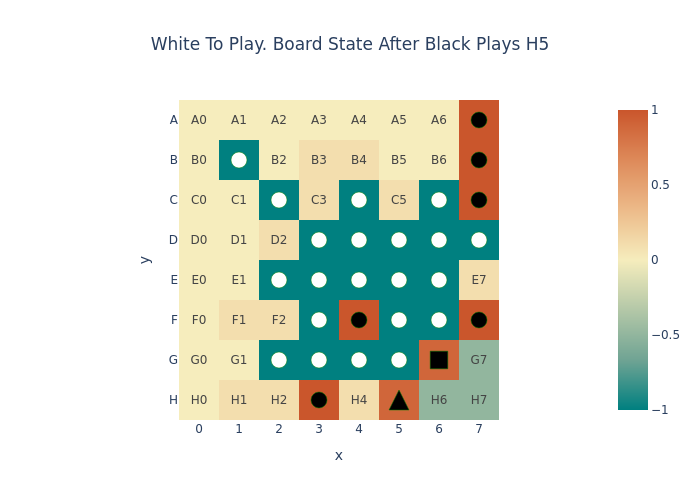 White To Play. Board State After Black Plays H5
A A0 A1 A2 A3 A4 A5 A6
B B0 B2 B3 B4 B5 B6
C C0 C1 C3 C5
D D0 D1 D2
E E0 E1 E7
F F0 F1 F2
G G0 G1 G7
H H0 H1 H2 H4 H6 H7
0 1 2 3 4 5 6 7
x
y
1
0.5
0
−0.5
−1